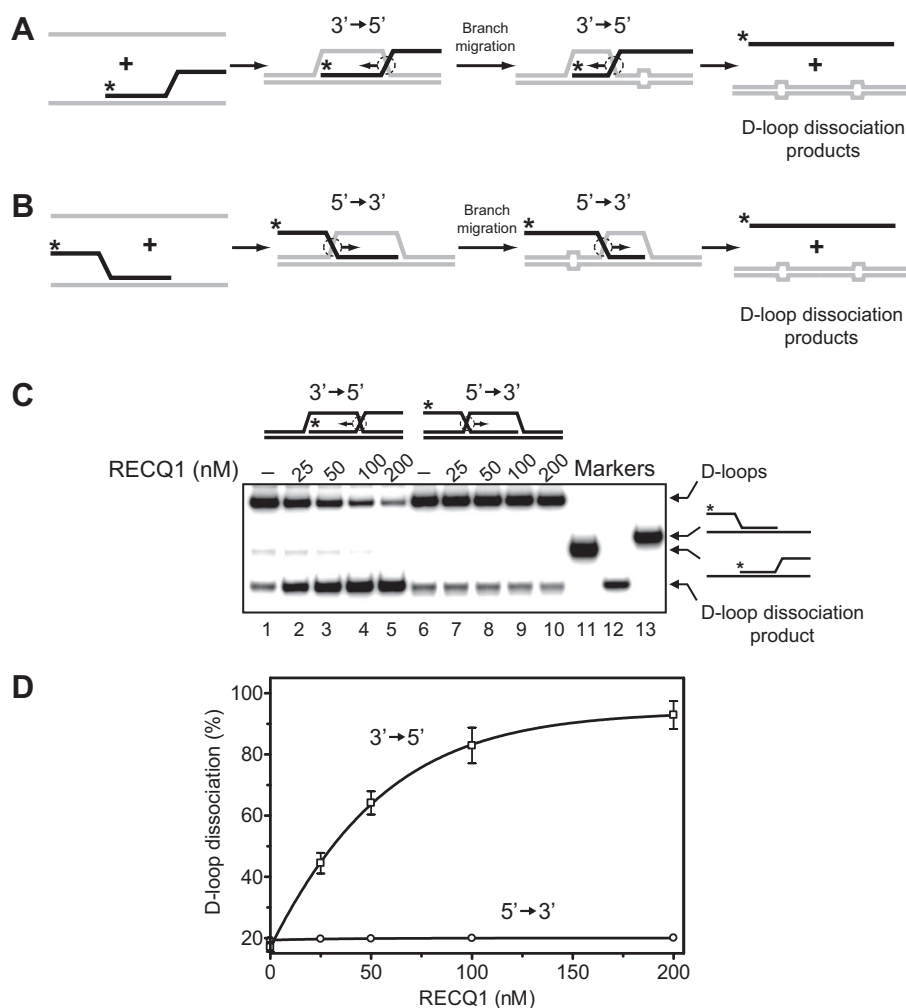 A
3'→5'
Branch
migration
3'→5'
*
+
*
*
*
+
D-loop dissociation
products
B
5'→3'
Branch
migration
5'→3'
*
+
*
*
*
+
D-loop dissociation
products
C
3'→5'
5'→3'
*
*
RECQ1 (nM)
– 25 50 100 200 – 25 50 100 200 Markers
D-loops
*
*
D-loop dissociation
product
1 2 3 4 5 6 7 8 9 10 11 12 13
D
D-loop dissociation (%)
100
80
60
40
20
3'→5'
5'→3'
0 50 100 150 200
RECQ1 (nM)